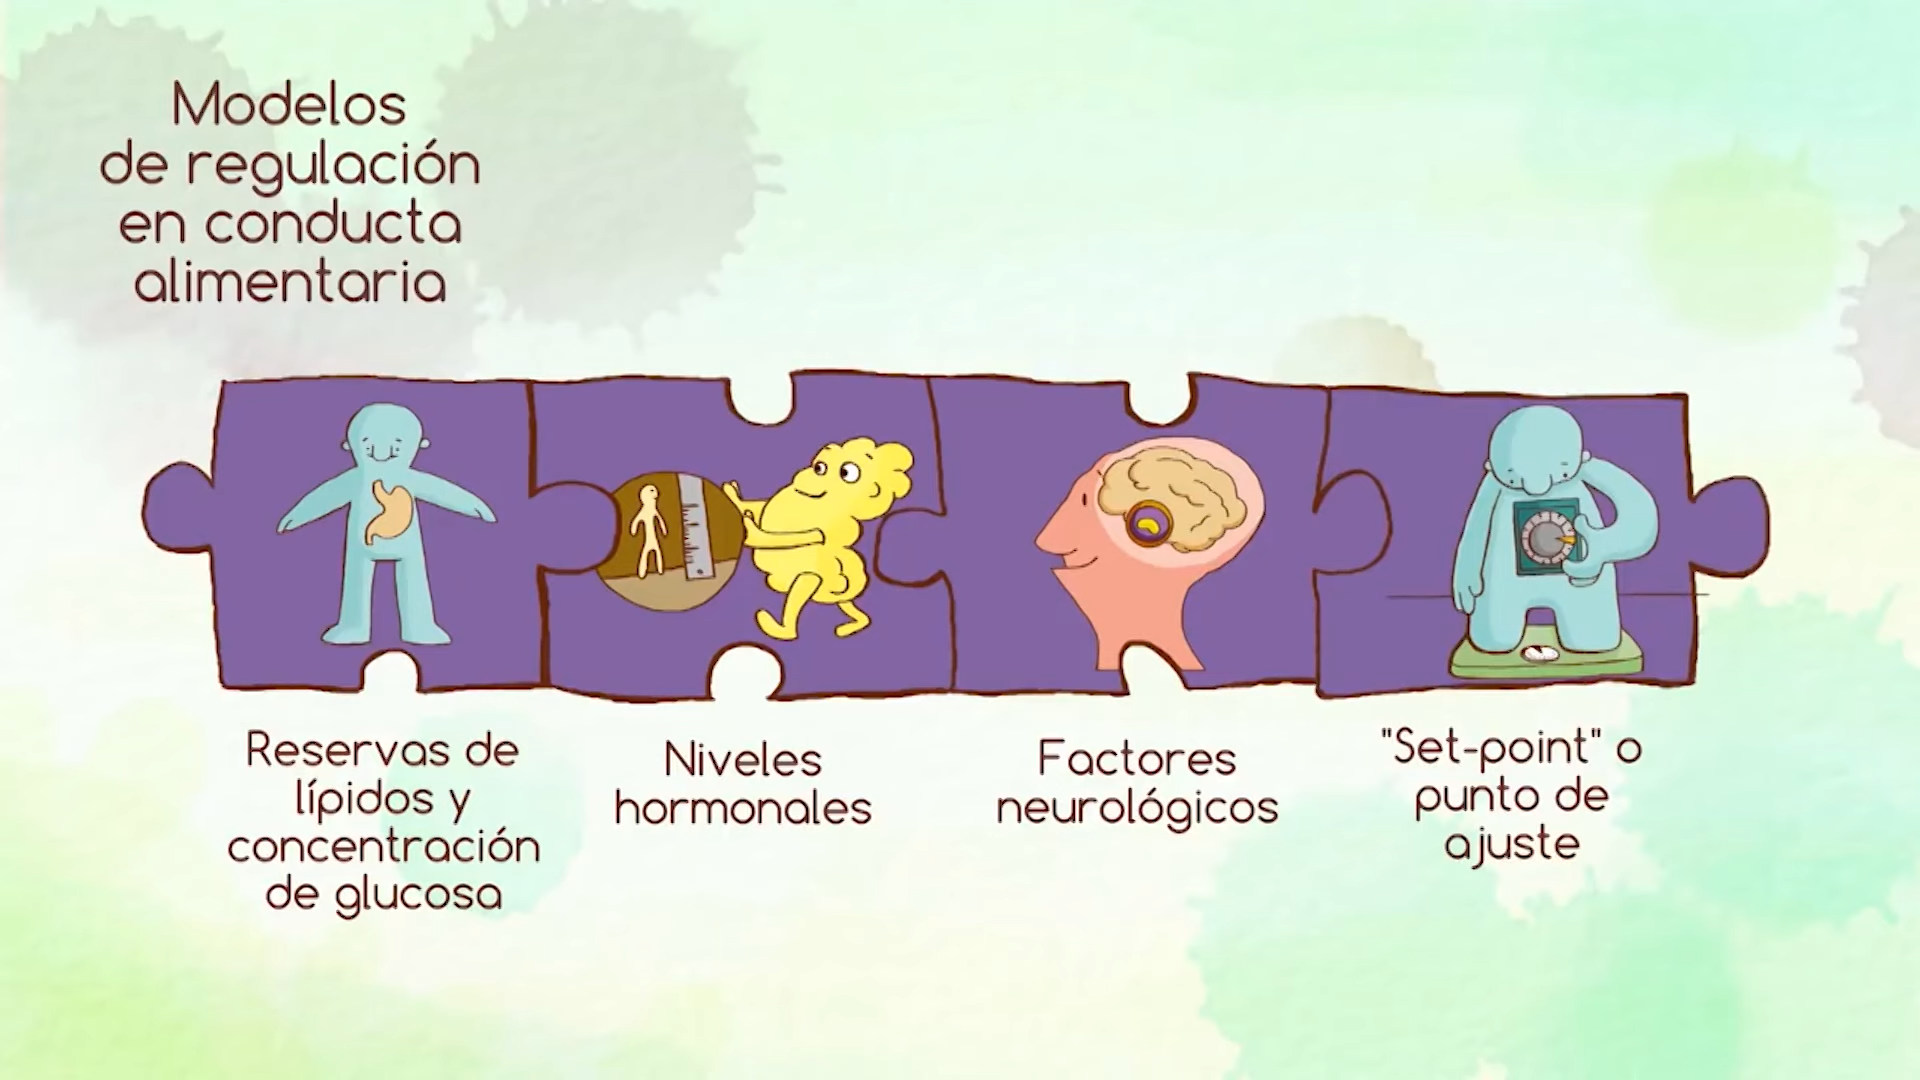 Modelos
de regulación
en conducta
alimentaria
Reservas de
lípidos y
concentración
de glucosa
Niveles
hormonales
Factores
neurológicos
"Set-point" o
punto de
ajuste